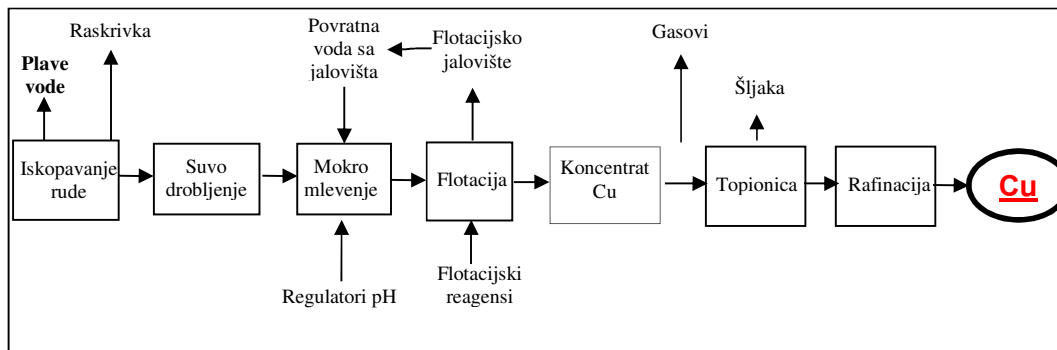 Raskrivka
Plave
vode
Povratna
voda sa
jalovišta
Flotacijsko
jalovište
Gasovi
Šljaka
Iskopavanje
rude
Suvo
drobljenje
Mokro
mlevenje
Flotacija
Koncentrat
Cu
Topionica
Rafinacija
Cu
Regulatori pH
Flotacijski
reagensi